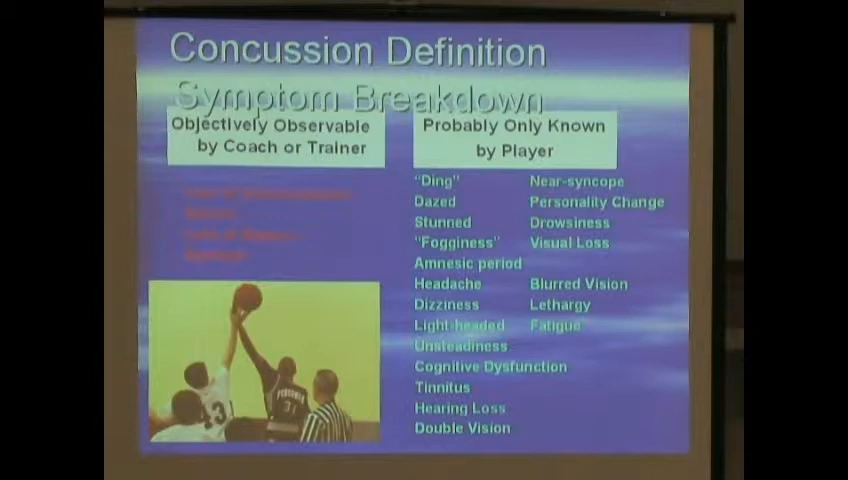 Concussion Definition
Symptom Breakdown
Objectively Observable
by Coach or Trainer
Probably Only Known
by Player
"Ding"
Dazed
Stunned
"Fogginess"
Amnesic period
Headache
Dizziness
Light-headed
Unsteadiness
Cognitive Dysfunction
Tinnitus
Hearing Loss
Double Vision
Near-syncope
Personality Change
Drowsiness
Visual Loss
Blurred Vision
Lethargy
Fatigue
31